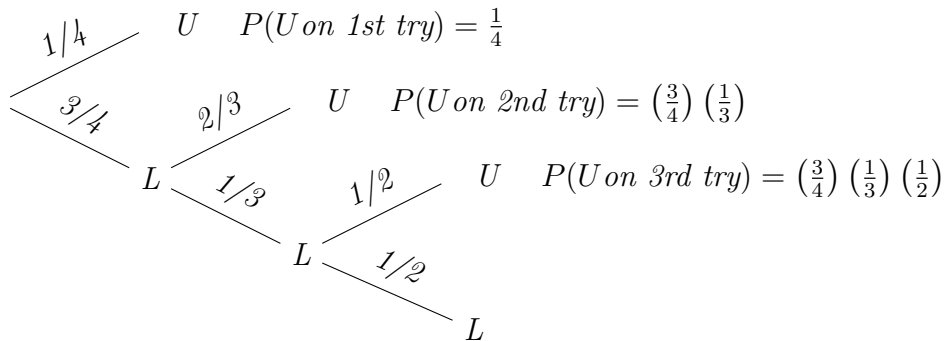 1/4 U P(U on 1st try) = 1/4
3/4 2/3 U P(U on 2nd try) = (3/4) (1/3)
L 1/3 1/2 U P(U on 3rd try) = (3/4) (1/3) (1/2)
L 1/2
L